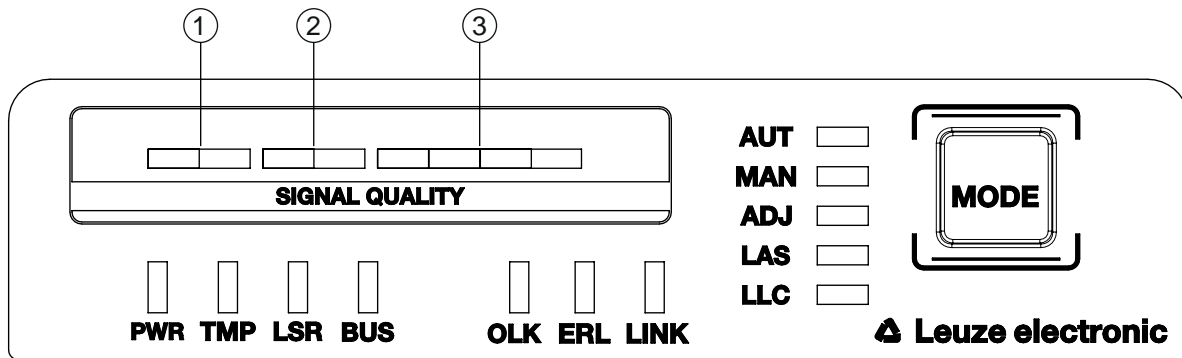 1 2 3
SIGNAL QUALITY
AUT
MAN
ADJ
LAS
LLC
MODE
PWR TMP LSR BUS OLK ERL LINK
Leuze electronic